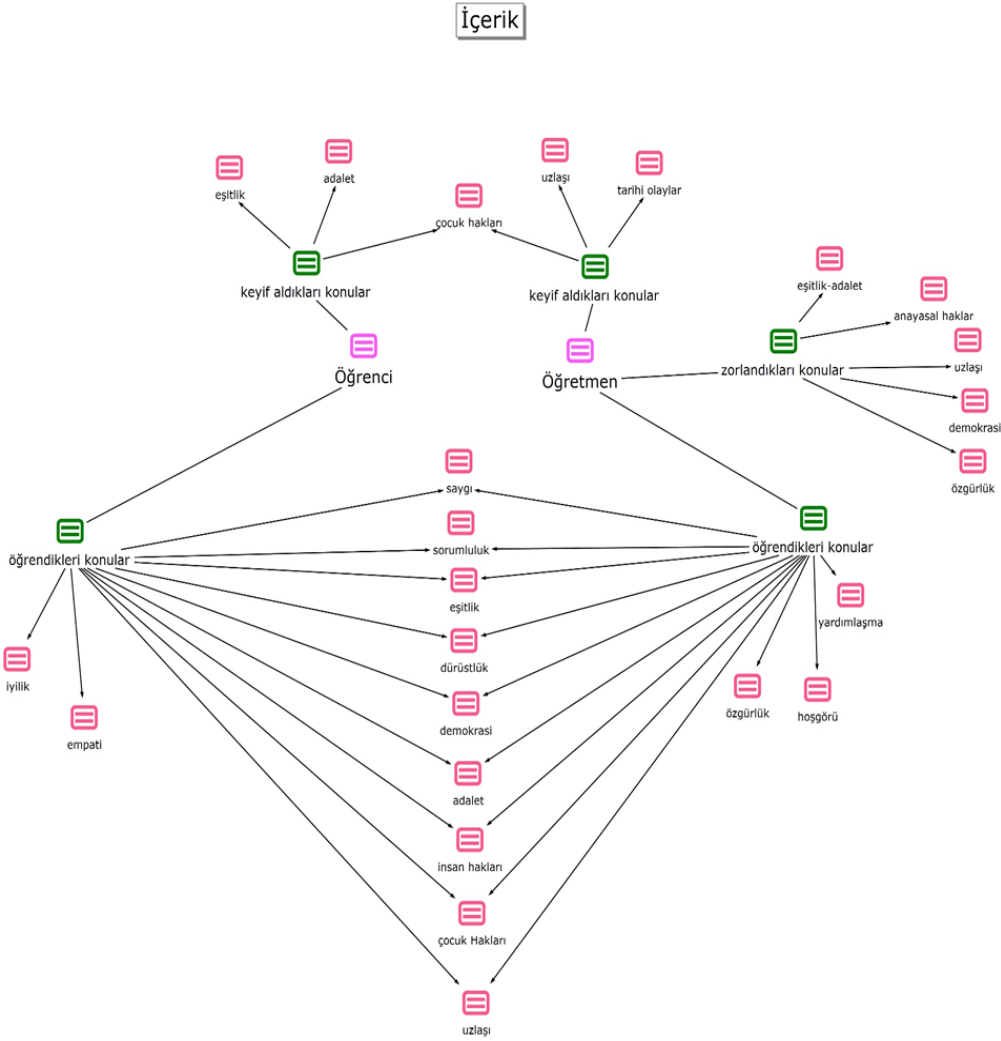 İçerik
eşitlik
adalet
çocuk hakları
uzlaşı
tarihi olaylar
keyif aldıkları konular
keyif aldıkları konular
eşitlik-adalet
anayasal haklar
uzlaşı
demokrasi
özgürlük
zorlandıkları konular
Öğrenci
Öğretmen
saygı
sorumluluk
eşitlik
dürüstlük
demokrasi
adalet
insan hakları
çocuk Hakları
uzlaşı
öğrendikleri konular
iyilik
empati
öğrendikleri konular
yardımlaşma
özgürlük
hoşgörü